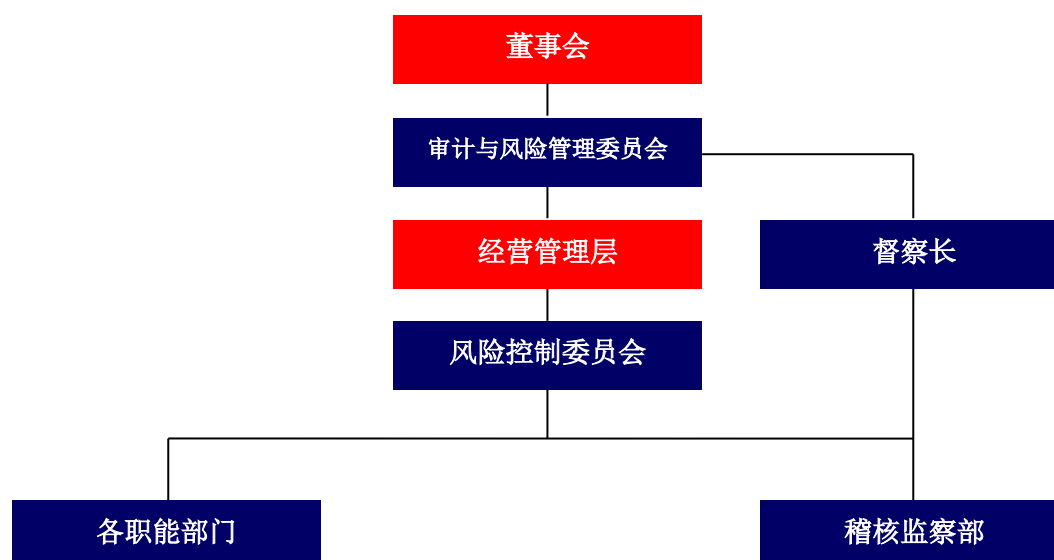 董事会
审计与风险管理委员会
经营管理层
督察长
风险控制委员会
各职能部门
稽核监察部